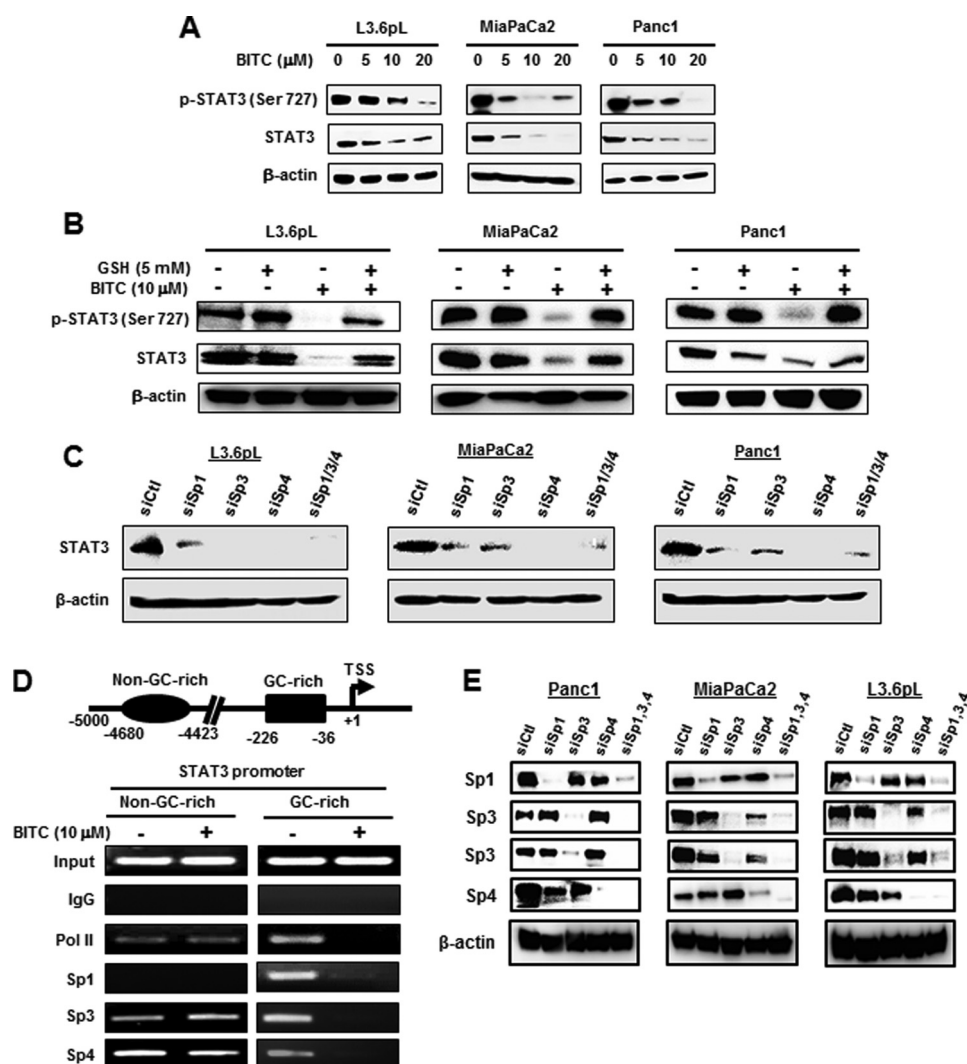 A
L3.6pL MiaPaCa2 Panc1
BITC (μM) 0 5 10 20 0 5 10 20 0 5 10 20
p-STAT3 (Ser 727)
STAT3
β-actin
B
L3.6pL MiaPaCa2 Panc1
GSH (5 mM) - + - + - + - + - + - +
BITC (10 μM) - - + + - - + + - - + +
p-STAT3 (Ser 727)
STAT3
β-actin
C
L3.6pL MiaPaCa2 Panc1
siCtl siSp1 siSp3 siSp4 siSp1/3/4 siCtl siSp1 siSp3 siSp4 siSp1/3/4 siCtl siSp1 siSp3 siSp4 siSp1/3/4
STAT3
β-actin
D
Non-GC-rich GC-rich TSS
-5000 -4680 -4423 -226 -36 +1
STAT3 promoter
Non-GC-rich GC-rich
BITC (10 μM) - + - +
Input
IgG
Pol II
Sp1
Sp3
Sp4
E
Panc1 MiaPaCa2 L3.6pL
siCtl siSp1 siSp3 siSp4 siSp1,3,4 siCtl siSp1 siSp3 siSp4 siSp1,3,4 siCtl siSp1 siSp3 siSp4 siSp1,3,4
Sp1
Sp3
Sp3
Sp4
β-actin